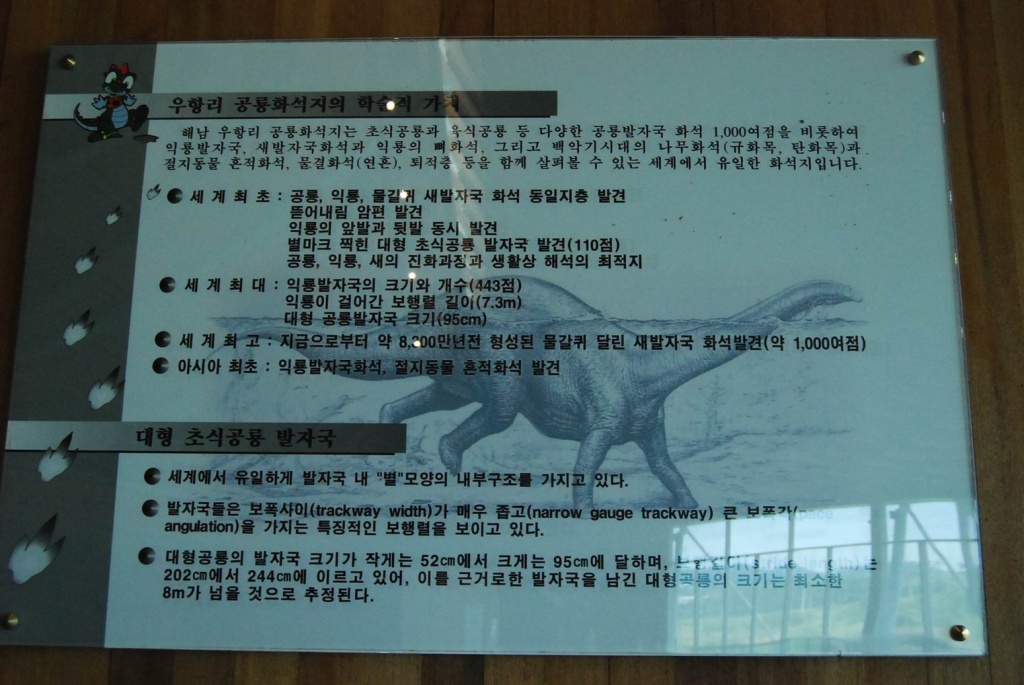 우항리 공룡화석지의 학술적 가치
해남 우항리 공룡화석지는 초식공룡과 육식공룡 등 다양한 공룡발자국 화석 1,000여점을 비롯하여
익룡발자국, 새발자국화석과 익룡의 뼈화석, 그리고 백악기시대의 나무화석(규화목, 탄화목)과
절지동물 흔적화석, 물결화석(연흔), 퇴적층 등을 함께 살펴볼 수 있는 세계에서 유일한 화석지입니다.
세 계 최 초 : 공룡, 익룡, 물갈퀴 새발자국 화석 동일지층 발견
뜯어내림 암편 발견
익룡의 앞발과 뒷발 동시 발견
별마크 찍힌 대형 초식공룡 발자국 발견(110점)
공룡, 익룡, 새의 진화과정과 생활상 해석의 최적지
세 계 최 대 : 익룡발자국의 크기와 개수(443점)
익룡이 걸어간 보행렬 길이(7.3m)
대형 공룡발자국 크기(95cm)
세 계 최 고 : 지금으로부터 약 8,300만년전 형성된 물갈퀴 달린 새발자국 화석발견(약 1,000여점)
아시아 최초 : 익룡발자국화석, 절지동물 흔적화석 발견
대형 초식공룡 발자국
세계에서 유일하게 발자국 내 "별"모양의 내부구조를 가지고 있다.
발자국들은 보폭사이(trackway width)가 매우 좁고(narrow gauge trackway) 큰 보폭각(pace
angulation)을 가지는 특징적인 보행렬을 보이고 있다.
대형공룡의 발자국 크기가 작게는 52cm에서 크게는 95cm에 달하며, (stride length)는
202cm에서 244cm에 이르고 있어, 이를 근거로한 발자국을 남긴 대형공룡의 크기는 최소한
8m가 넘을 것으로 추정된다.